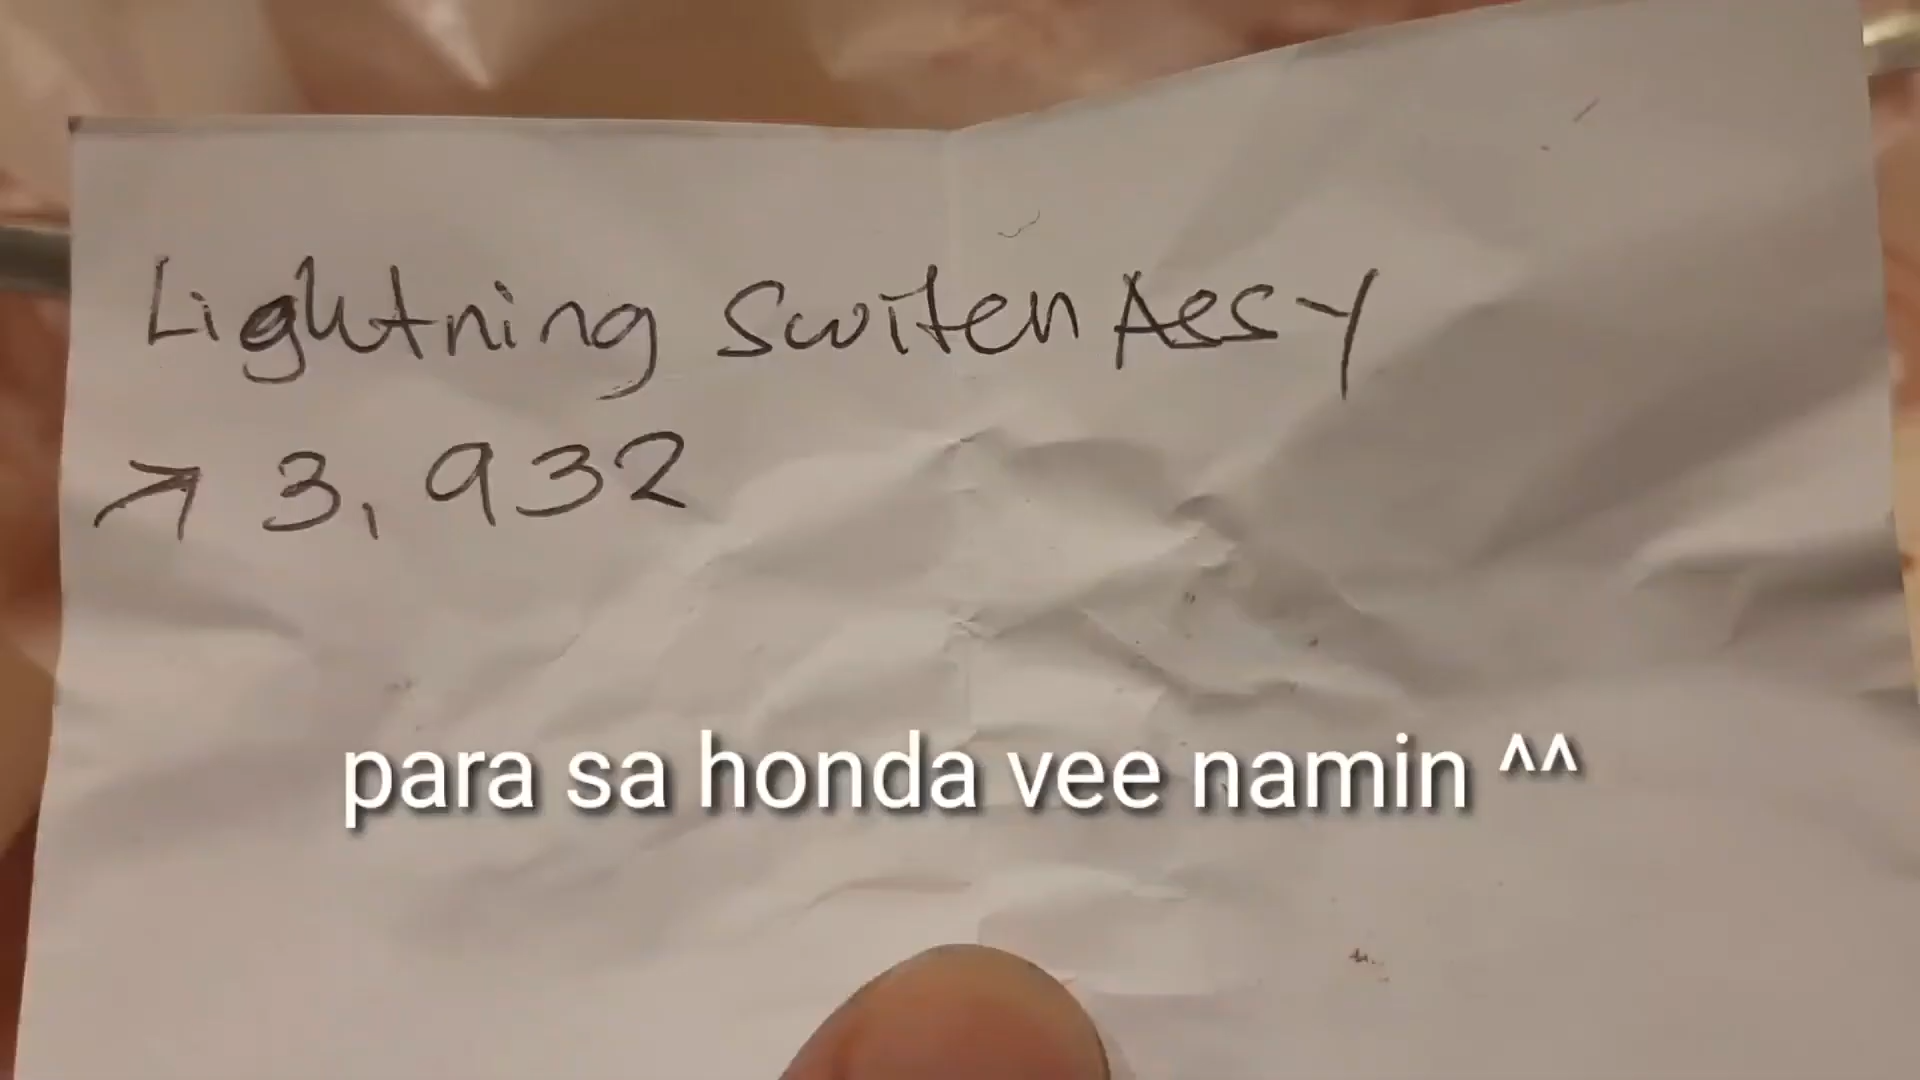 Lightning Switch Assy
→ 3,932
para sa honda vee namin ^^